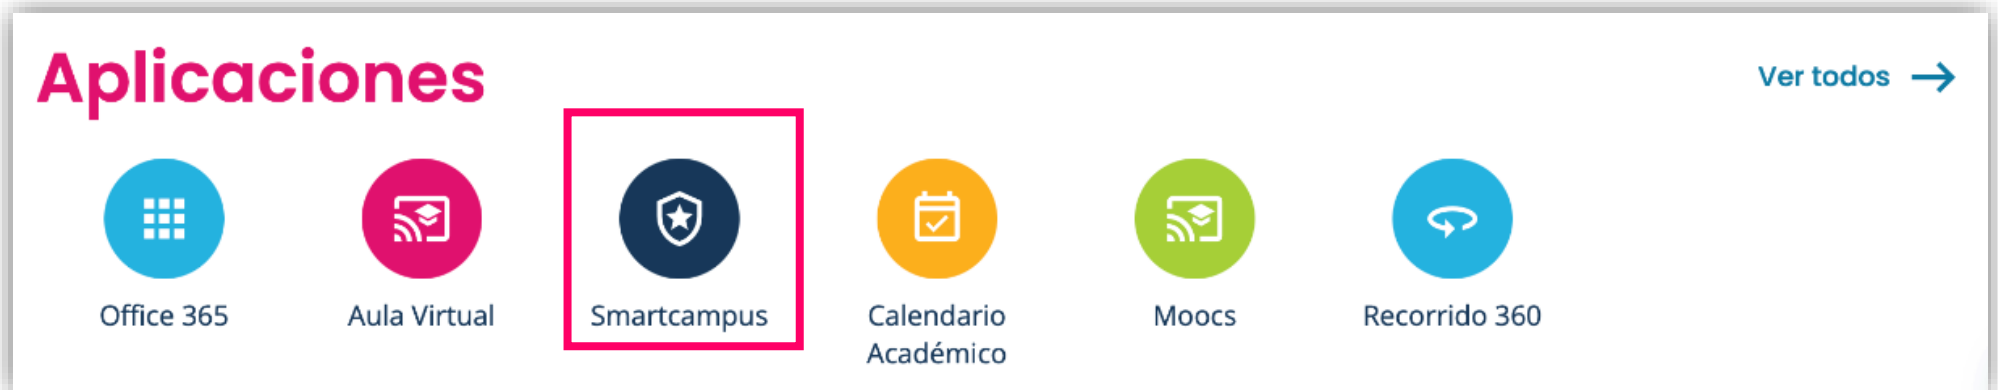 Aplicaciones
Ver todos
Office 365
Aula Virtual
Smartcampus
Calendario
Académico
Moocs
Recorrido 360